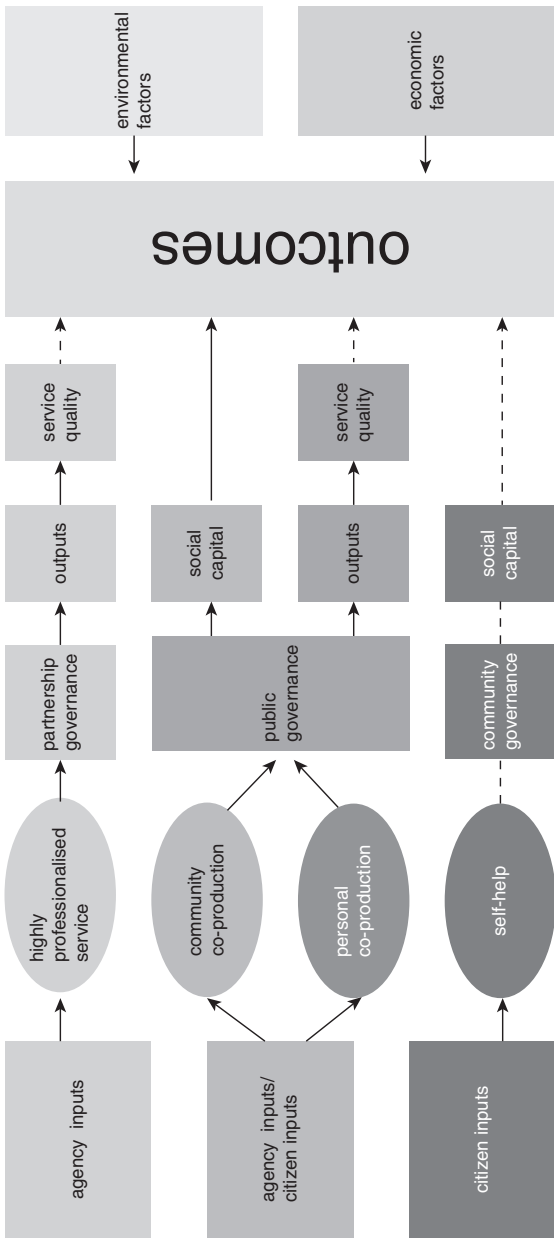 citizen inputs
agency inputs/
citizen inputs
agency inputs
self-help
personal
co-production
community
co-production
highly
professionalised
service
community
governance
public
governance
partnership
governance
social
capital
outputs
social
capital
outputs
service
quality
service
quality
outcomes
economic
factors
environmental
factors